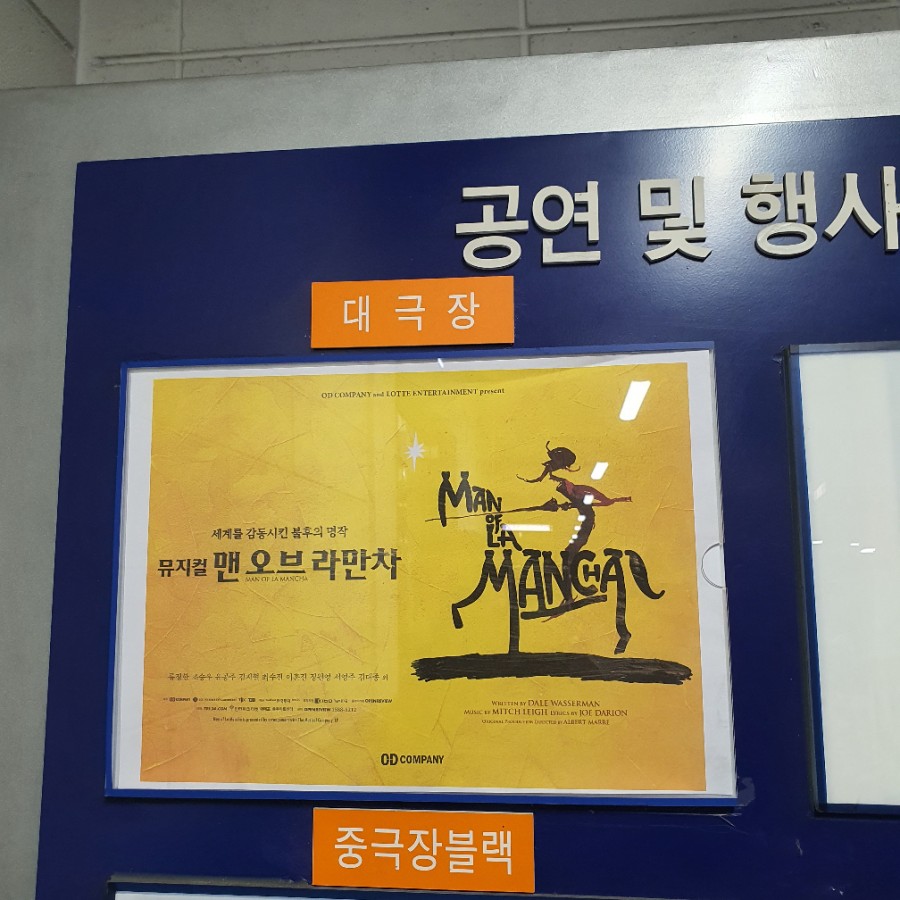 공연 및 행사
대극장
OD COMPANY and LOTTE ENTERTAINMENT present
세계를 감동시킨 불후의 명작
뮤지컬 맨 오브 라만차
MAN OF LA MANCHA
MAN
OF
LA
MANCHA
WRITTEN BY DALE WASSERMAN
MUSIC BY MITCH LEIGH LYRICS BY JOE DARION
ORIGINAL PRODUCTION DIRECTED BY ALBERT MARRE
OD COMPANY
중극장블랙